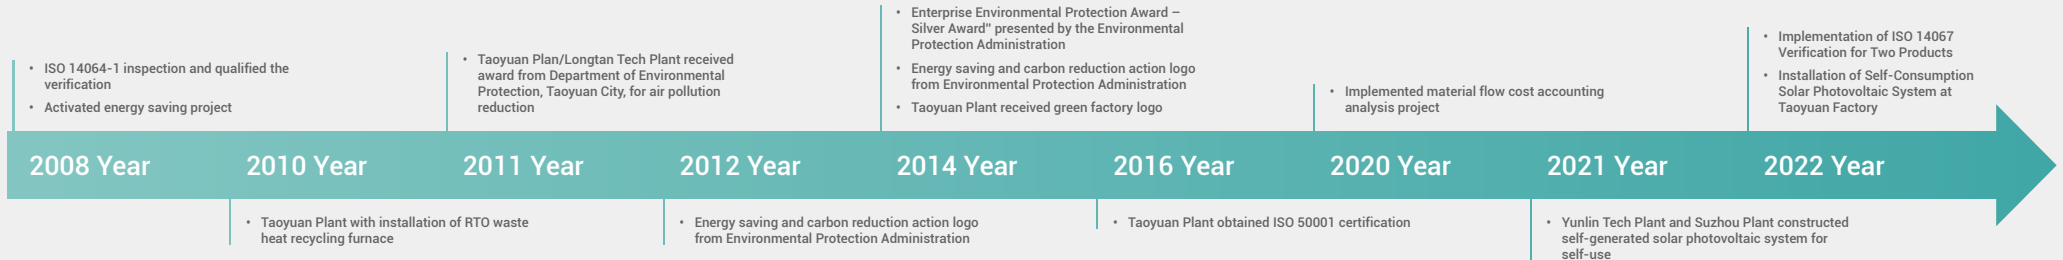 • ISO 14064-1 inspection and qualified the
verification
• Activated energy saving project
• Taoyuan Plan/Longtan Tech Plant received
award from Department of Environmental
Protection, Taoyuan City, for air pollution
reduction
• Enterprise Environmental Protection Award –
Silver Award" presented by the Environmental
Protection Administration
• Energy saving and carbon reduction action logo
from Environmental Protection Administration
• Taoyuan Plant received green factory logo
• Implemented material flow cost accounting
analysis project
• Implementation of ISO 14067
Verification for Two Products
• Installation of Self-Consumption
Solar Photovoltaic System at
Taoyuan Factory
2008 Year
2010 Year
2011 Year
2012 Year
2014 Year
2016 Year
2020 Year
2021 Year
2022 Year
• Taoyuan Plant with installation of RTO waste
heat recycling furnace
• Energy saving and carbon reduction action logo
from Environmental Protection Administration
• Taoyuan Plant obtained ISO 50001 certification
• Yunlin Tech Plant and Suzhou Plant constructed
self-generated solar photovoltaic system for
self-use